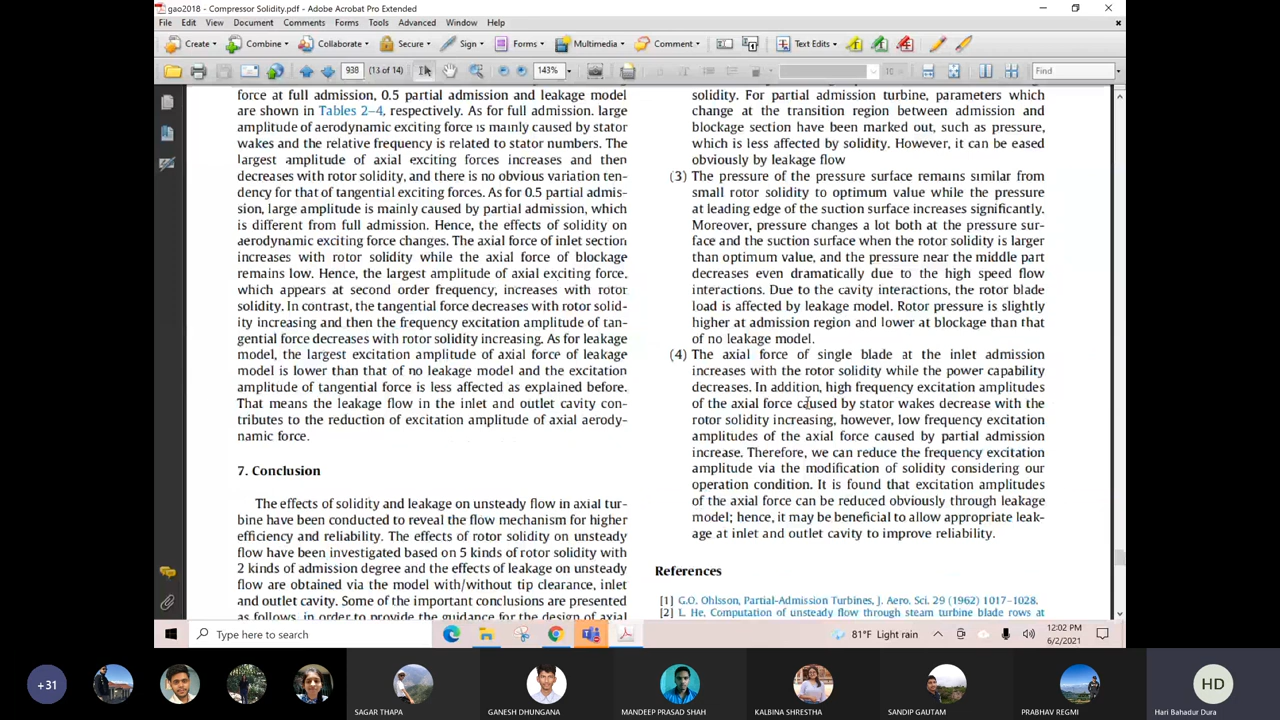 gao2018 - Compressor Solidity.pdf - Adobe Acrobat Pro Extended
File Edit View Document Comments Forms Tools Advanced Window Help
Create Combine Collaborate Secure Sign Forms Multimedia Comment Text Edits
938 (13 of 14) 143% Find
force at full admission, 0.5 partial admission and leakage model
are shown in Tables 2–4, respectively. As for full admission, large
amplitude of aerodynamic exciting force is mainly caused by stator
wakes and the relative frequency is related to stator numbers. The
largest amplitude of axial exciting forces increases and then
decreases with rotor solidity, and there is no obvious variation ten-
dency for that of tangential exciting forces. As for 0.5 partial admis-
sion, large amplitude is mainly caused by partial admission, which
is different from full admission. Hence, the effects of solidity on
aerodynamic exciting force changes. The axial force of inlet section
increases with rotor solidity while the axial force of blockage
remains low. Hence, the largest amplitude of axial exciting force,
which appears at second order frequency, increases with rotor
solidity. In contrast, the tangential force decreases with rotor solid-
ity increasing and then the frequency excitation amplitude of tan-
gential force decreases with rotor solidity increasing. As for leakage
model, the largest excitation amplitude of axial force of leakage
model is lower than that of no leakage model and the excitation
amplitude of tangential force is less affected as explained before.
That means the leakage flow in the inlet and outlet cavity con-
tributes to the reduction of excitation amplitude of axial aerody-
namic force.
7. Conclusion
The effects of solidity and leakage on unsteady flow in axial tur-
bine have been conducted to reveal the flow mechanism for higher
efficiency and reliability. The effects of rotor solidity on unsteady
flow have been investigated based on 5 kinds of rotor solidity with
2 kinds of admission degree and the effects of leakage on unsteady
flow are obtained via the model with/without tip clearance, inlet
and outlet cavity. Some of the important conclusions are presented
as follows, in order to provide the guidance for the design of axial
solidity. For partial admission turbine, parameters which
change at the transition region between admission and
blockage section have been marked out, such as pressure,
which is less affected by solidity. However, it can be eased
obviously by leakage flow
(3) The pressure of the pressure surface remains similar from
small rotor solidity to optimum value while the pressure
at leading edge of the suction surface increases significantly.
Moreover, pressure changes a lot both at the pressure sur-
face and the suction surface when the rotor solidity is larger
than optimum value, and the pressure near the middle part
decreases even dramatically due to the high speed flow
interactions. Due to the cavity interactions, the rotor blade
load is affected by leakage model. Rotor pressure is slightly
higher at admission region and lower at blockage than that
of no leakage model.
(4) The axial force of single blade at the inlet admission
increases with the rotor solidity while the power capability
decreases. In addition, high frequency excitation amplitudes
of the axial force caused by stator wakes decrease with the
rotor solidity increasing, however, low frequency excitation
amplitudes of the axial force caused by partial admission
increase. Therefore, we can reduce the frequency excitation
amplitude via the modification of solidity considering our
operation condition. It is found that excitation amplitudes
of the axial force can be reduced obviously through leakage
model; hence, it may be beneficial to allow appropriate leak-
age at inlet and outlet cavity to improve reliability.
References
[1] G.O. Ohlsson, Partial-Admission Turbines, J. Aero. Sci. 29 (1962) 1017–1028.
[2] L. He, Computation of unsteady flow through steam turbine blade rows at
Type here to search
81°F Light rain
12:02 PM
6/2/2021
+31
HD
SAGAR THAPA
GANESH DHUNGANA
MANDEEP PRASAD SHAH
KALBINA SHRESTHA
SANDIP GAUTAM
PRABHAV REGMI
Hari Bahadur Dura